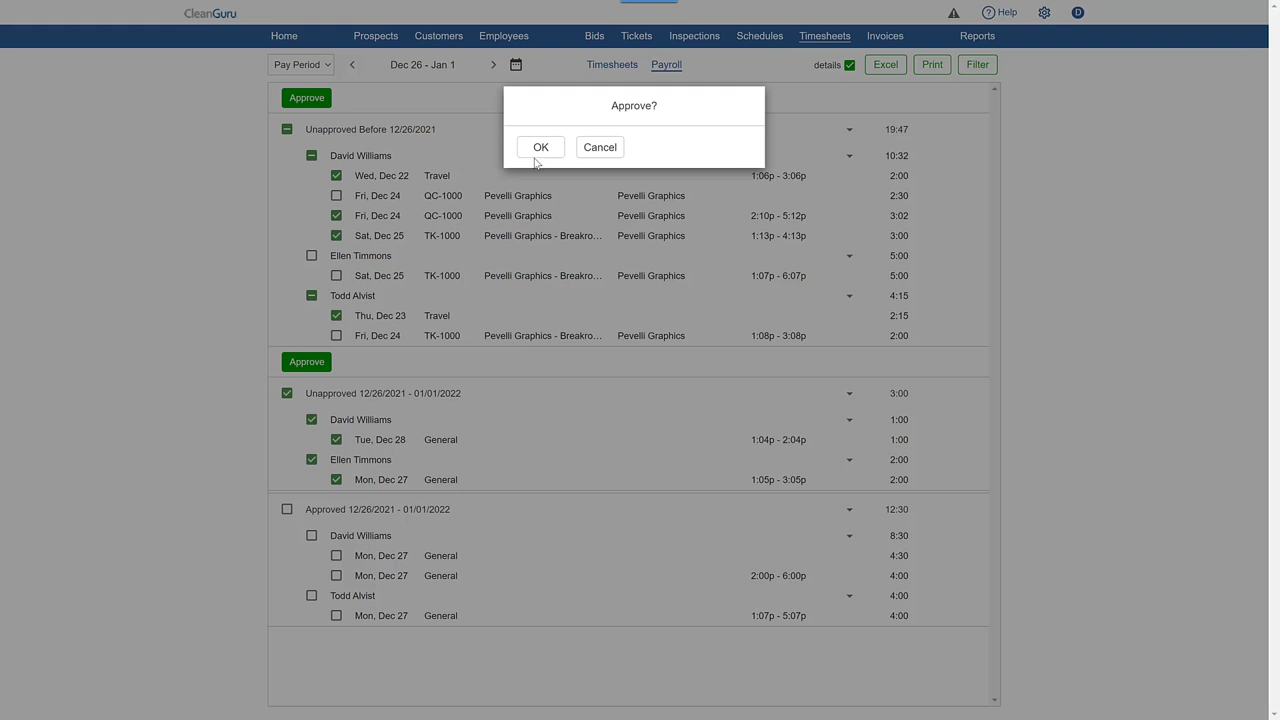 CleanGuru
Help
D
Home Prospects Customers Employees Bids Tickets Inspections Schedules Timesheets Invoices Reports
Pay Period Dec 26 - Jan 1 Timesheets Payroll details Excel Print Filter
Approve
Approve?
OK Cancel
Unapproved Before 12/26/2021 19:47
David Williams 10:32
Wed, Dec 22 Travel 1:06p - 3:06p 2:00
Fri, Dec 24 QC-1000 Pevelli Graphics Pevelli Graphics 2:30
Fri, Dec 24 QC-1000 Pevelli Graphics Pevelli Graphics 2:10p - 5:12p 3:02
Sat, Dec 25 TK-1000 Pevelli Graphics - Breakro... Pevelli Graphics 1:13p - 4:13p 3:00
Ellen Timmons 5:00
Sat, Dec 25 TK-1000 Pevelli Graphics - Breakro... Pevelli Graphics 1:07p - 6:07p 5:00
Todd Alvist 4:15
Thu, Dec 23 Travel 2:15
Fri, Dec 24 TK-1000 Pevelli Graphics - Breakro... Pevelli Graphics 1:08p - 3:08p 2:00
Approve
Unapproved 12/26/2021 - 01/01/2022 3:00
David Williams 1:00
Tue, Dec 28 General 1:04p - 2:04p 1:00
Ellen Timmons 2:00
Mon, Dec 27 General 1:05p - 3:05p 2:00
Approved 12/26/2021 - 01/01/2022 12:30
David Williams 8:30
Mon, Dec 27 General 4:30
Mon, Dec 27 General 2:00p - 6:00p 4:00
Todd Alvist 4:00
Mon, Dec 27 General 1:07p - 5:07p 4:00